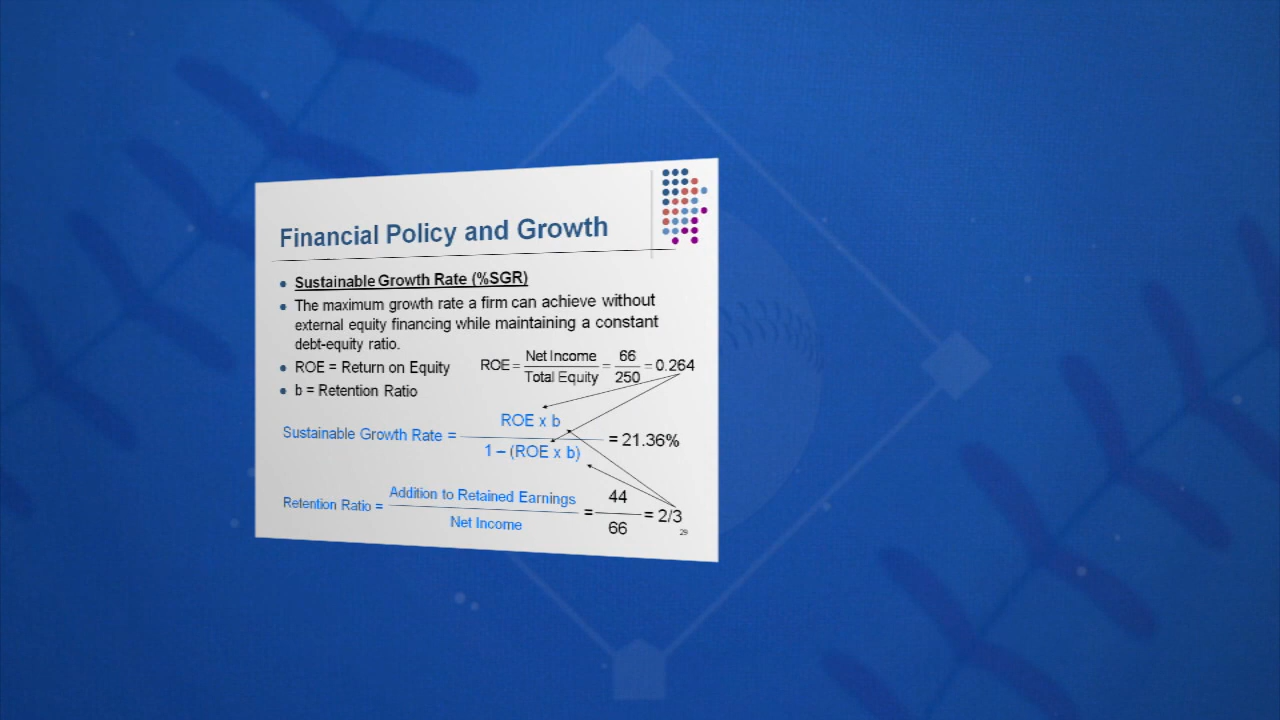 Financial Policy and Growth
Sustainable Growth Rate (%SGR)
The maximum growth rate a firm can achieve without
external equity financing while maintaining a constant
debt-equity ratio.
ROE = Return on Equity
ROE = Net Income / Total Equity = 66 / 250 = 0.264
b = Retention Ratio
Sustainable Growth Rate = ROE x b / 1 – (ROE x b) = 21.36%
Retention Ratio = Addition to Retained Earnings / Net Income = 44 / 66 = 2/3
29